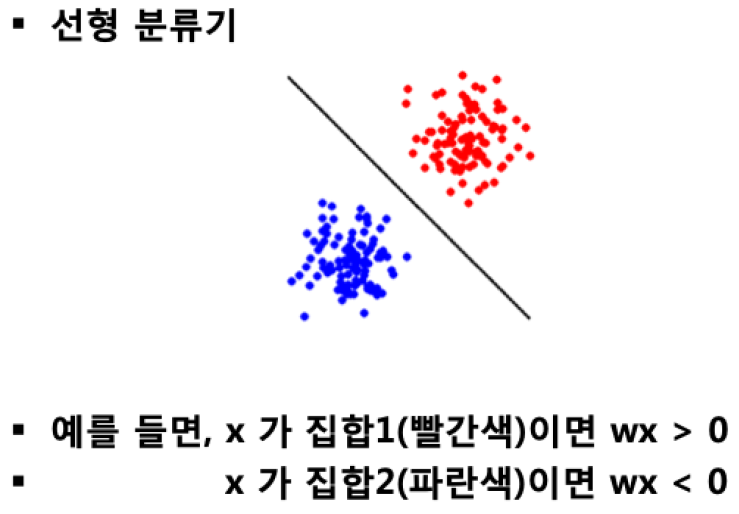 ▪ 선형 분류기
▪ 예를 들면, x 가 집합1(빨간색)이면 wx > 0
▪ x 가 집합2(파란색)이면 wx < 0